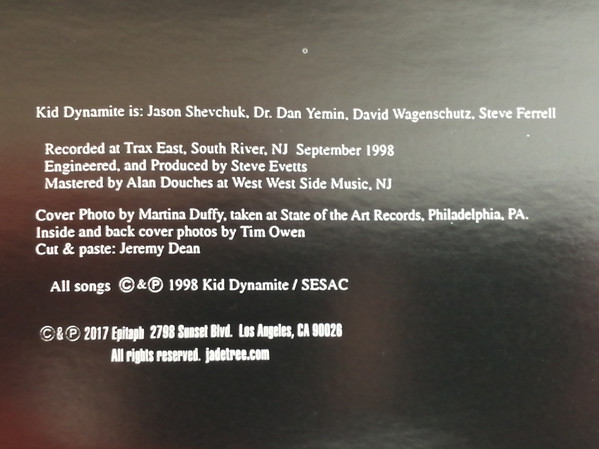 Kid Dynamite is: Jason Shevchuk, Dr. Dan Yemin, David Wagenschutz, Steve Ferrell
Recorded at Trax East, South River, NJ September 1998
Engineered, and Produced by Steve Evetts
Mastered by Alan Douches at West West Side Music, NJ
Cover Photo by Martina Duffy, taken at State of the Art Records, Philadelphia, PA.
Inside and back cover photos by Tim Owen
Cut & paste: Jeremy Dean
All songs ©&℗ 1998 Kid Dynamite / SESAC
©&℗ 2017 Epitaph 2798 Sunset Blvd. Los Angeles, CA 90026
All rights reserved. jadetree.com